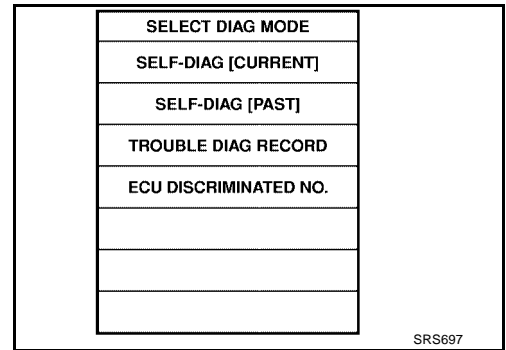 SELECT DIAG MODE
SELF-DIAG [CURRENT]
SELF-DIAG [PAST]
TROUBLE DIAG RECORD
ECU DISCRIMINATED NO.
SRS697